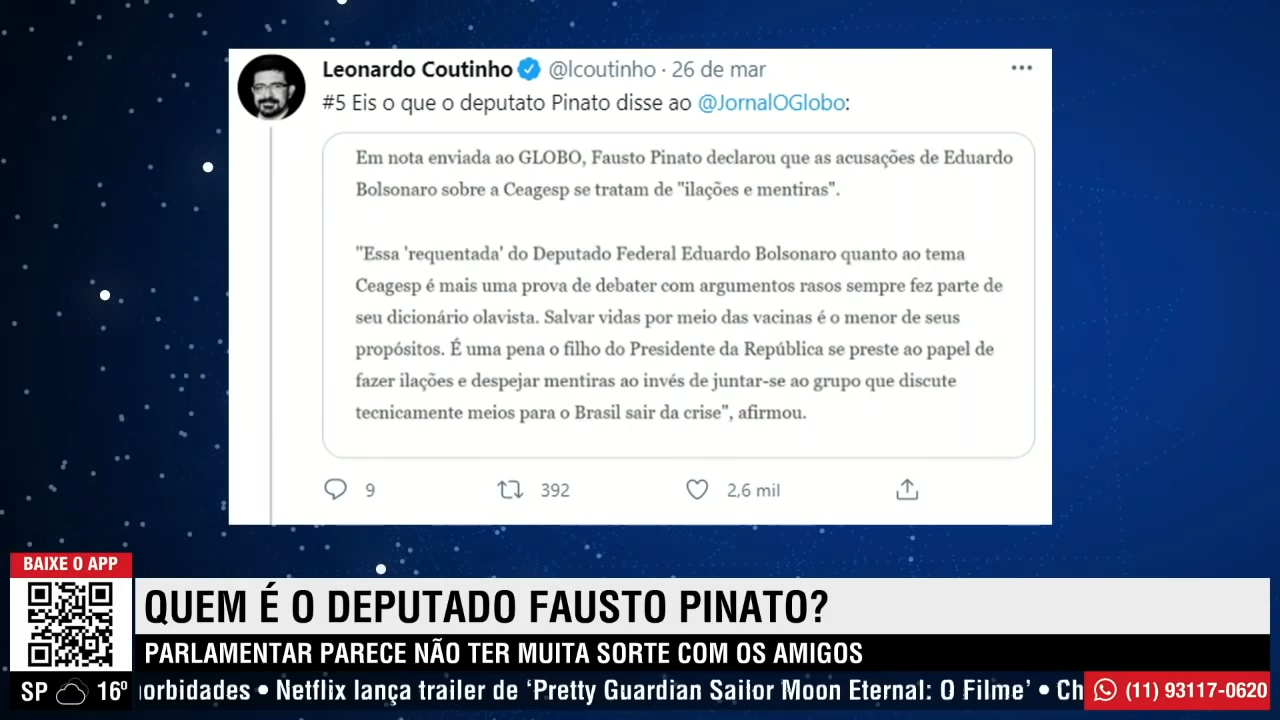 Leonardo Coutinho @lcoutinho · 26 de mar
#5 Eis o que o deputato Pinato disse ao @JornalOGlobo:
Em nota enviada ao GLOBO, Fausto Pinato declarou que as acusações de Eduardo
Bolsonaro sobre a Ceagesp se tratam de "ilações e mentiras".
"Essa 'requentada' do Deputado Federal Eduardo Bolsonaro quanto ao tema
Ceagesp é mais uma prova de debater com argumentos rasos sempre fez parte de
seu dicionário olavista. Salvar vidas por meio das vacinas é o menor de seus
propósitos. É uma pena o filho do Presidente da República se preste ao papel de
fazer ilações e despejar mentiras ao invés de juntar-se ao grupo que discute
tecnicamente meios para o Brasil sair da crise", afirmou.
9 392 2,6 mil
BAIXE O APP
QUEM É O DEPUTADO FAUSTO PINATO?
PARLAMENTAR PARECE NÃO TER MUITA SORTE COM OS AMIGOS
SP 16º orbidades • Netflix lança trailer de ‘Pretty Guardian Sailor Moon Eternal: O Filme’ • Ch (11) 93117-0620